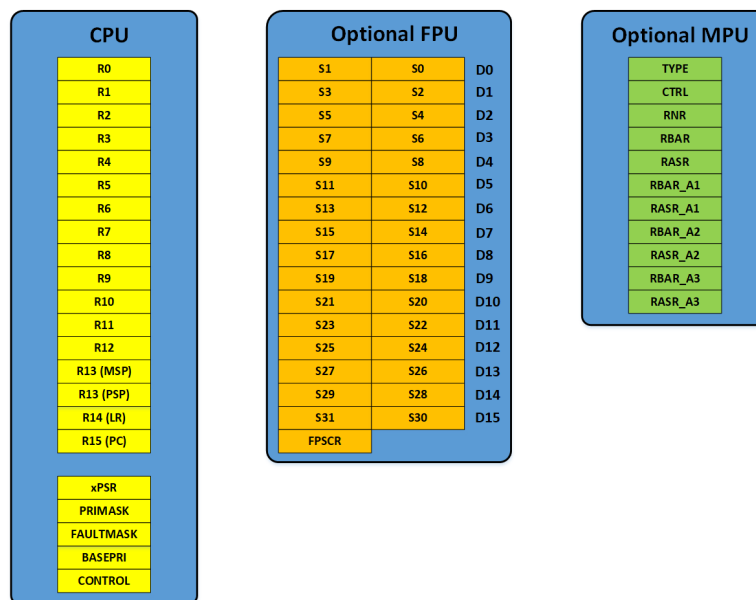 CPU
R0
R1
R2
R3
R4
R5
R6
R7
R8
R9
R10
R11
R12
R13 (MSP)
R13 (PSP)
R14 (LR)
R15 (PC)
xPSR
PRIMASK
FAULTMASK
BASEPRI
CONTROL
Optional FPU
S1 S0 D0
S3 S2 D1
S5 S4 D2
S7 S6 D3
S9 S8 D4
S11 S10 D5
S13 S12 D6
S15 S14 D7
S17 S16 D8
S19 S18 D9
S21 S20 D10
S23 S22 D11
S25 S24 D12
S27 S26 D13
S29 S28 D14
S31 S30 D15
FPSCR
Optional MPU
TYPE
CTRL
RNR
RBAR
RASR
RBAR_A1
RASR_A1
RBAR_A2
RASR_A2
RBAR_A3
RASR_A3